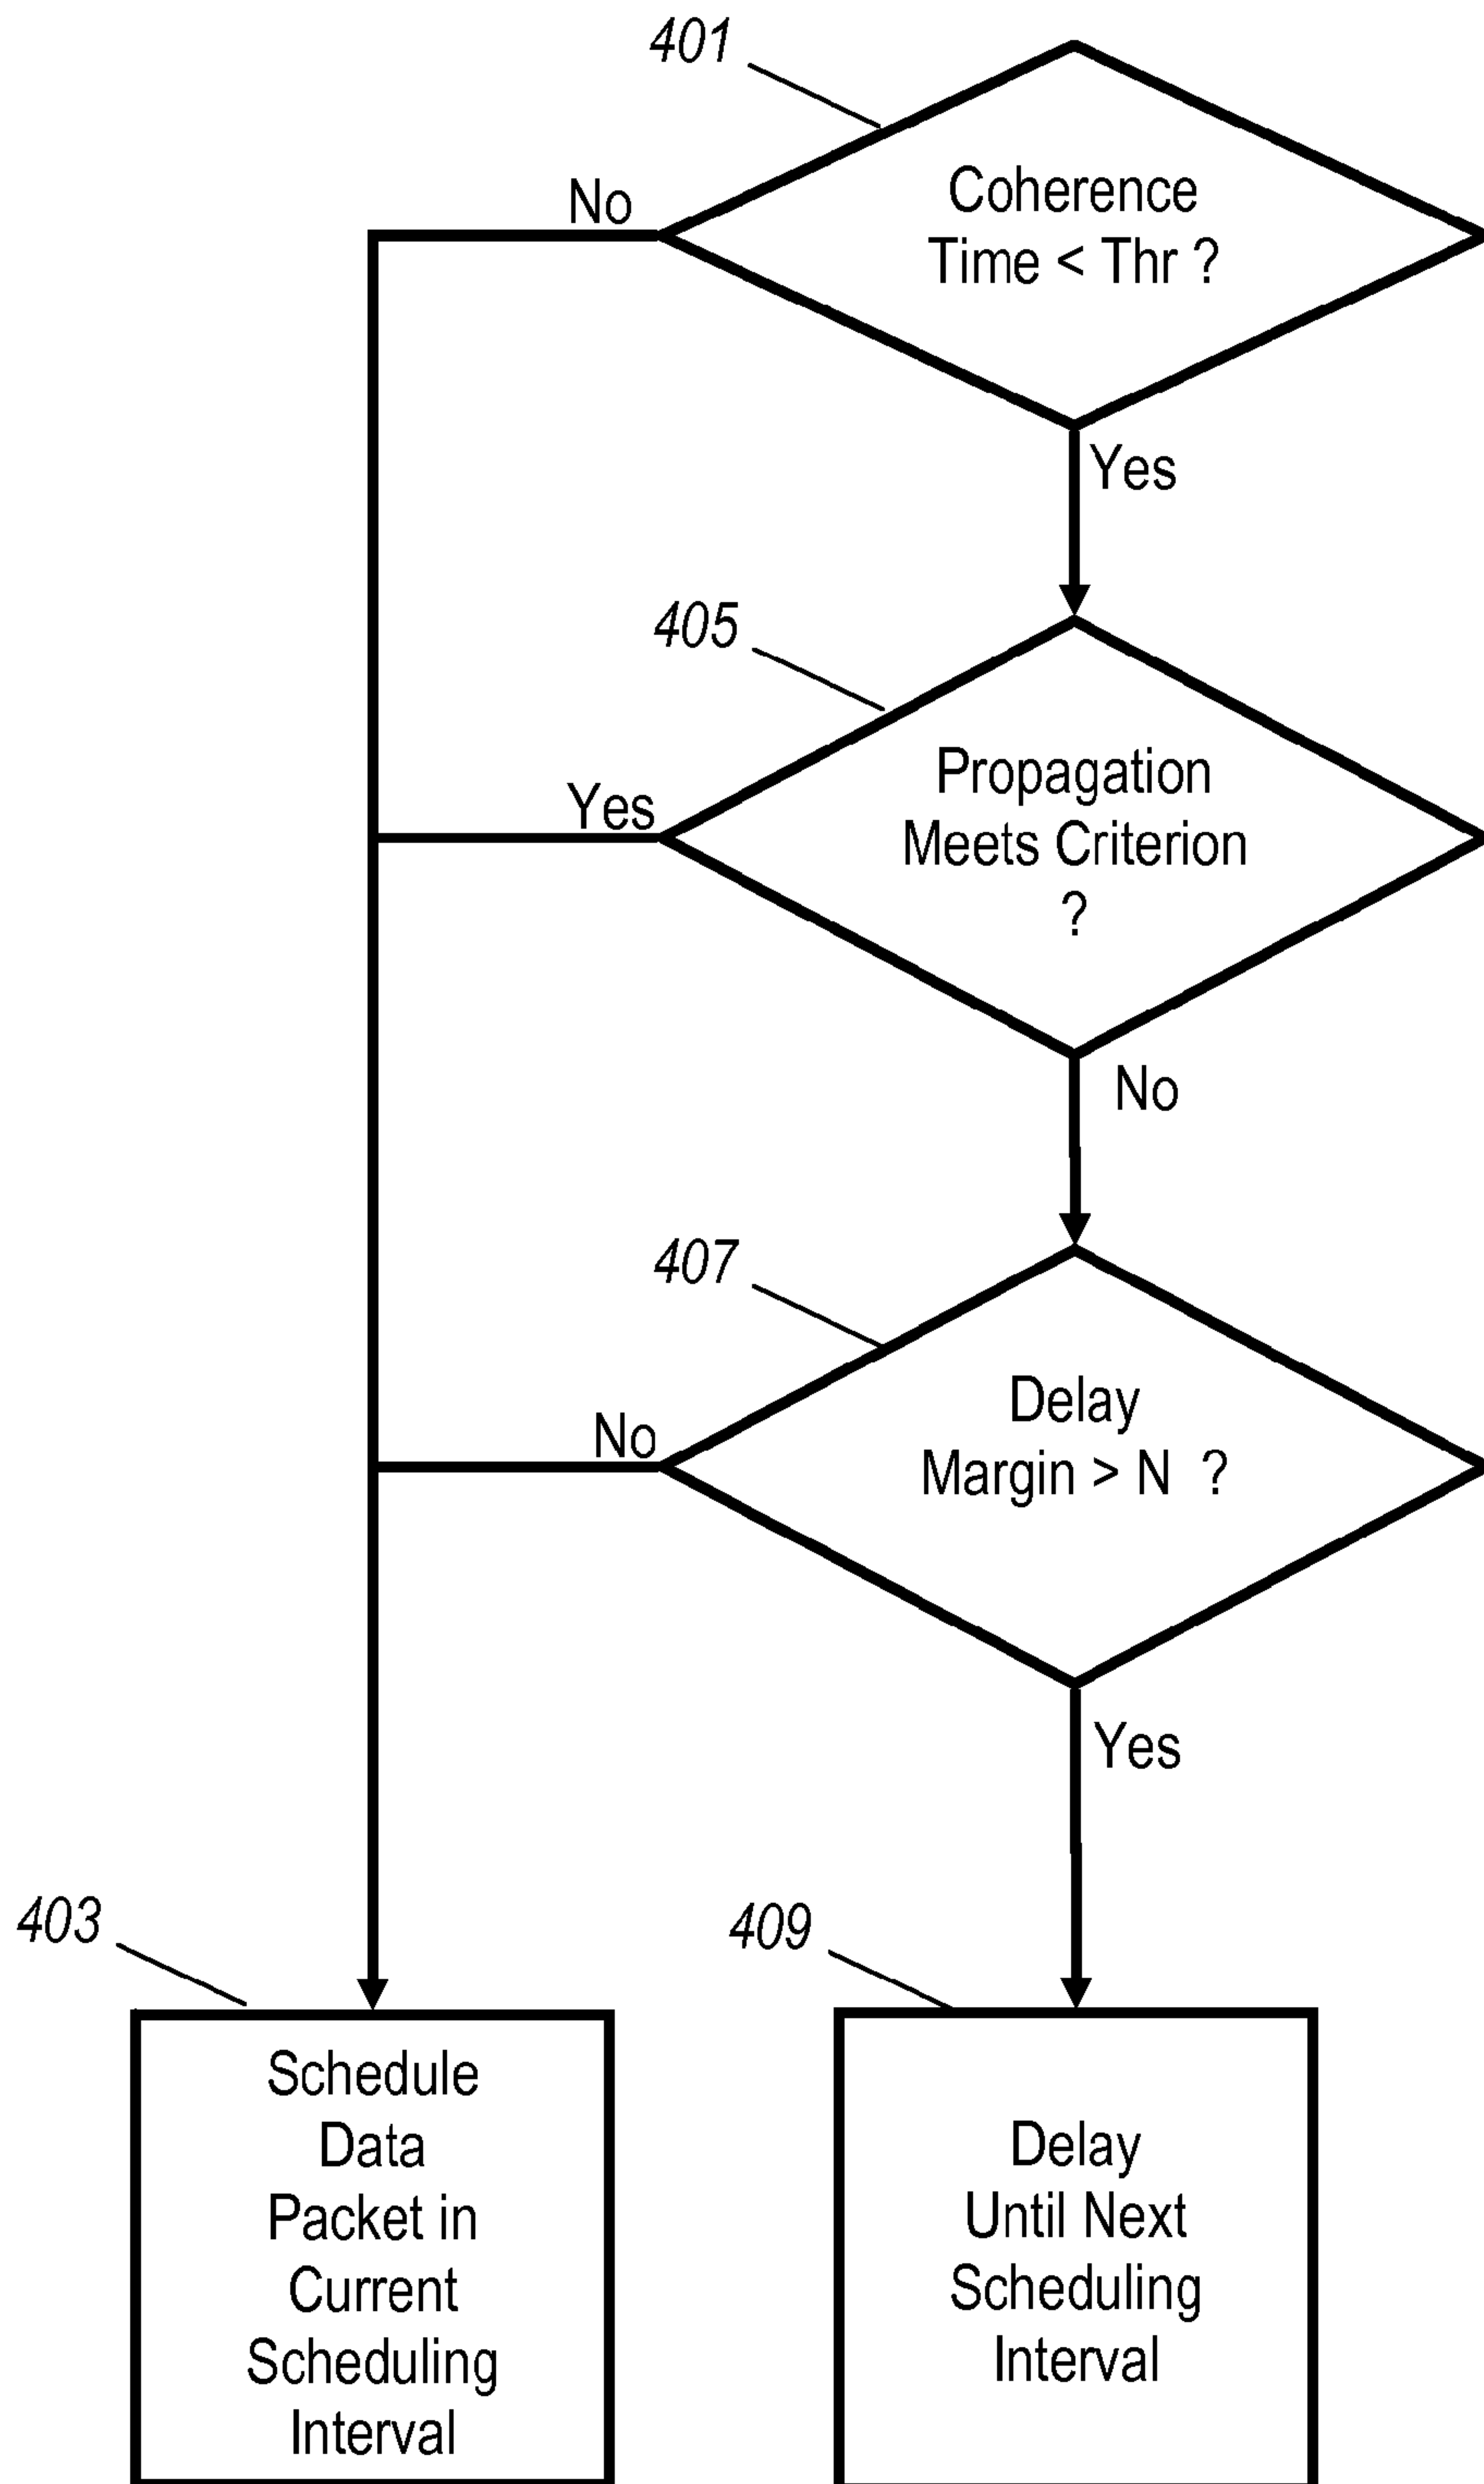 401
Coherence
Time < Thr ?
No
Yes
405
Propagation
Meets Criterion
?
Yes
No
407
Delay
Margin > N ?
No
Yes
403
Schedule
Data
Packet in
Current
Scheduling
Interval
409
Delay
Until Next
Scheduling
Interval